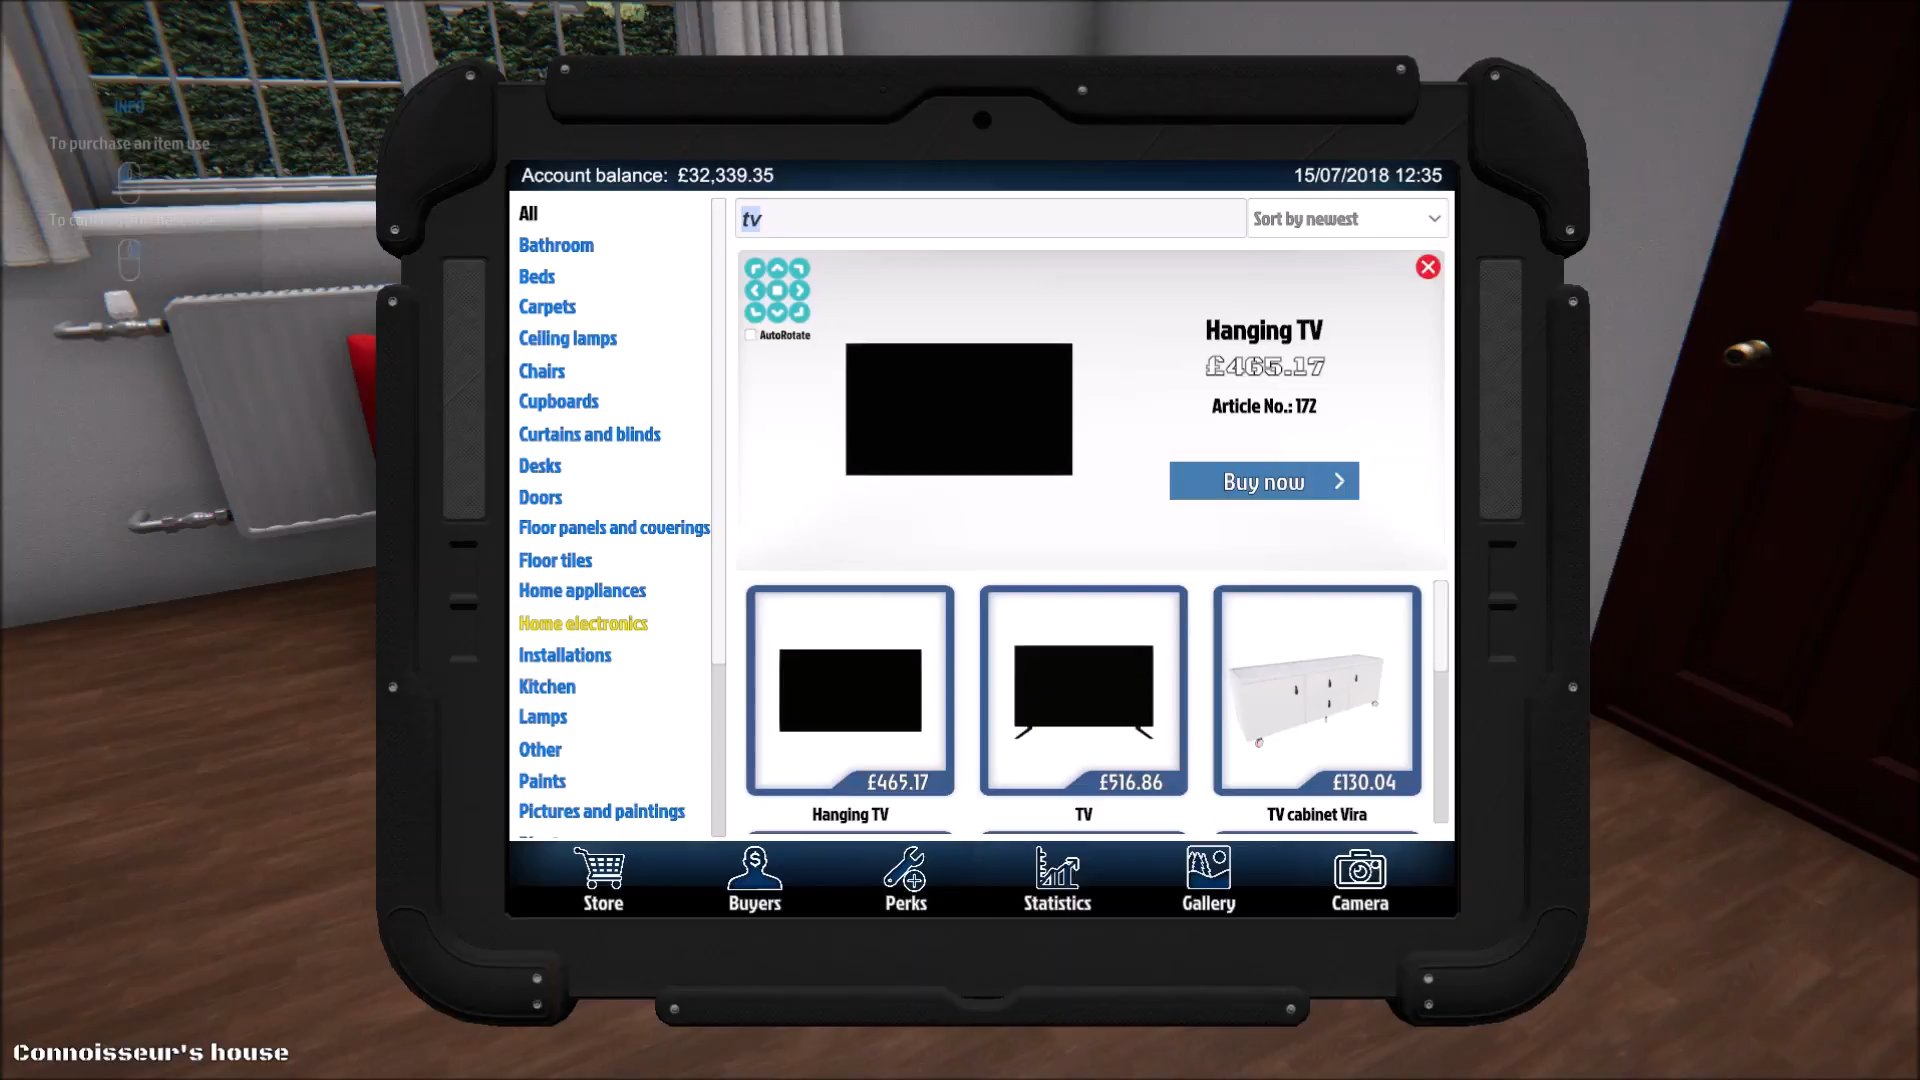 INFO
To purchase an item use
Account balance: £32,339.35
15/07/2018 12:35
All
Bathroom
Beds
Carpets
Ceiling lamps
Chairs
Cupboards
Curtains and blinds
Desks
Doors
Floor panels and coverings
Floor tiles
Home appliances
Home electronics
Installations
Kitchen
Lamps
Other
Paints
Pictures and paintings
tv
Sort by newest
AutoRotate
Hanging TV
£465.17
Article No.: 172
Buy now
£465.17
£516.86
£130.04
Hanging TV
TV
TV cabinet Vira
Store
Buyers
Perks
Statistics
Gallery
Camera
Connoisseur's house